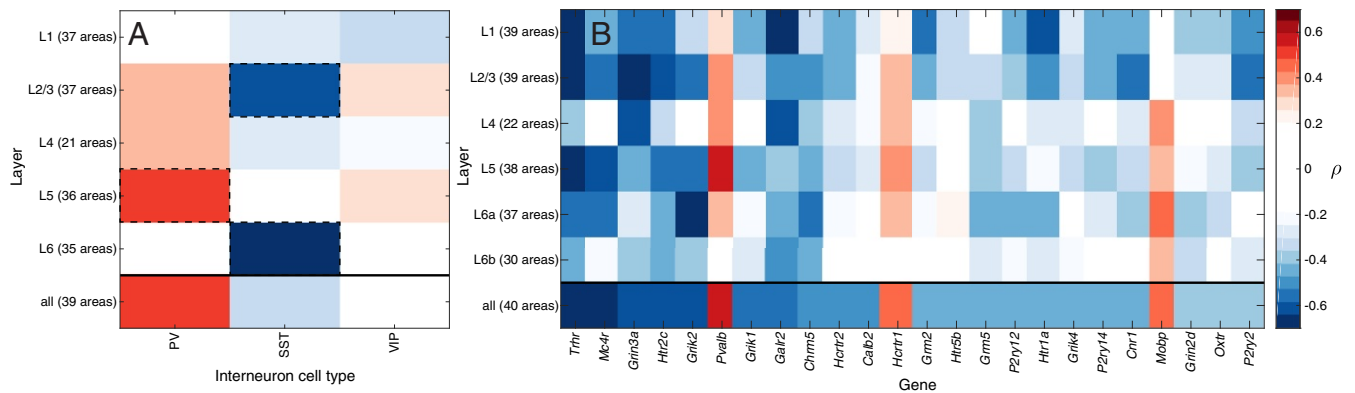 A
Layer
L1 (37 areas)
L2/3 (37 areas)
L4 (21 areas)
L5 (36 areas)
L6 (35 areas)
all (39 areas)
PV
SST
VIP
Interneuron cell type
B
Layer
L1 (39 areas)
L2/3 (39 areas)
L4 (22 areas)
L5 (38 areas)
L6a (37 areas)
L6b (30 areas)
all (40 areas)
Trhr
Mc4r
Grin3a
Htr2c
Grik2
Pvalb
Grik1
Galr2
Chrm5
Hcrtr2
Calb2
Hcrtr1
Grm2
Htr5b
Grm5
P2ry12
Htr1a
Grik4
P2ry14
Cnr1
Mobp
Grin2d
Oxtr
P2ry2
Gene
0.6
0.4
0.2
0
-0.2
-0.4
-0.6
ρ